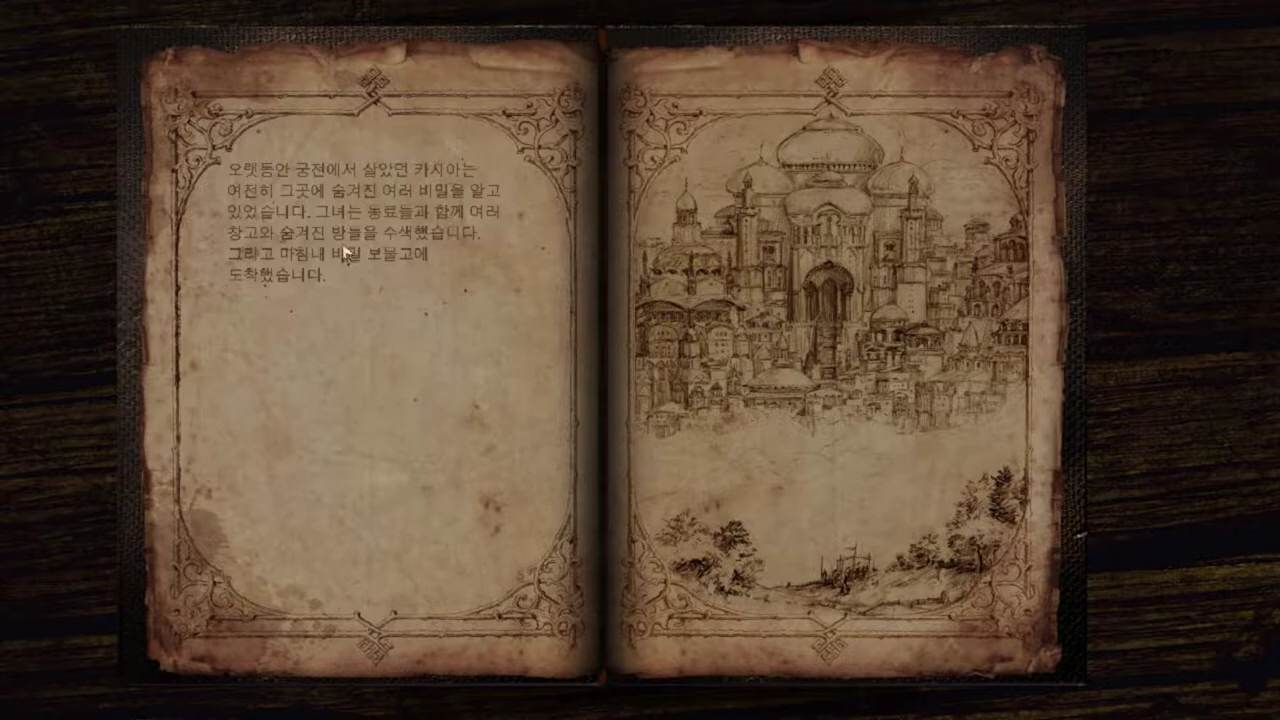 오랫동안 궁전에서 살았던 카시아는
여전히 그곳에 숨겨진 여러 비밀을 알고
있었습니다. 그녀는 동료들과 함께 여러
창고와 숨겨진 방들을 수색했습니다.
그리고 마침내 비밀 보물고에
도착했습니다.